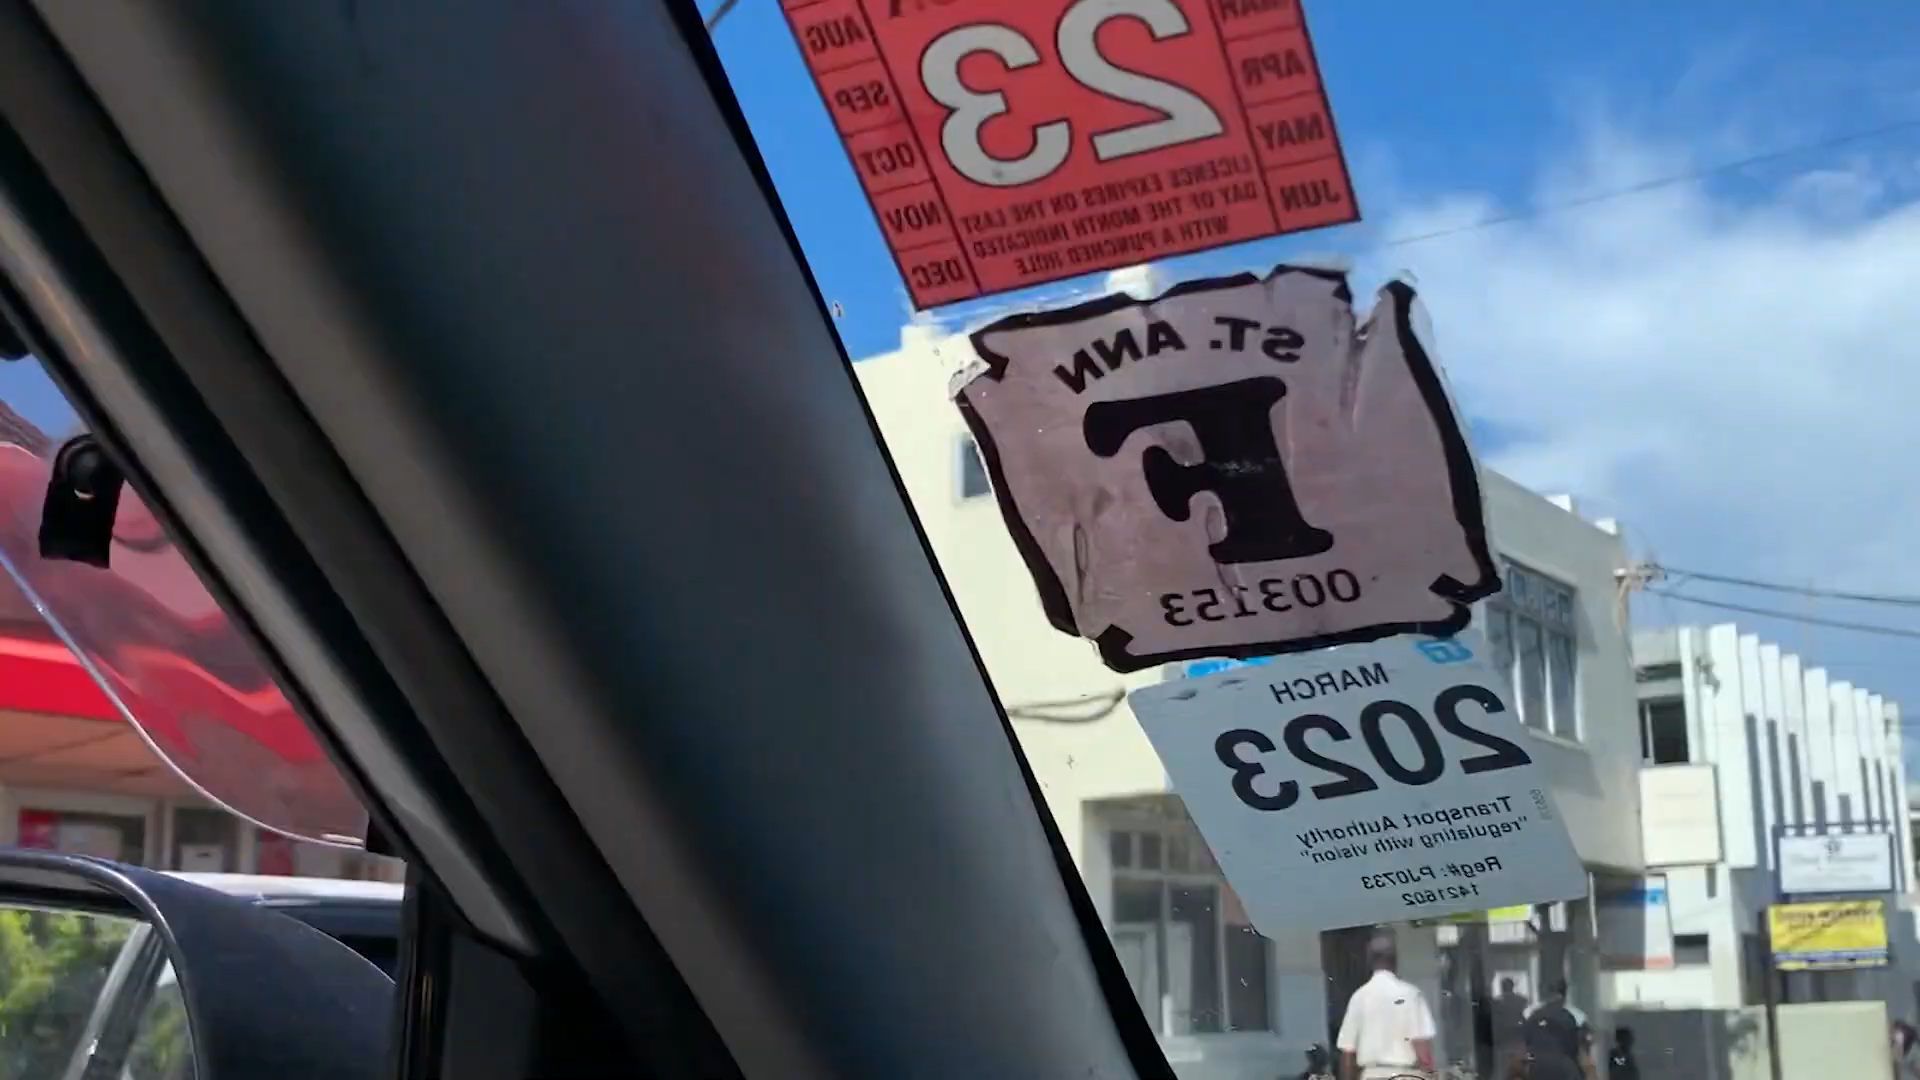 23
AUG
SEP
OCT
NOV
DEC
APR
MAY
JUN
LICENCE EXPIRES ON THE LAST
DAY OF THE MONTH INDICATED
WITH A PUNCHED HOLE
ST. ANN
F
003153
MARCH
2023
Transport Authority
"regulating with vision"
Reg#: PJ0733
1421602